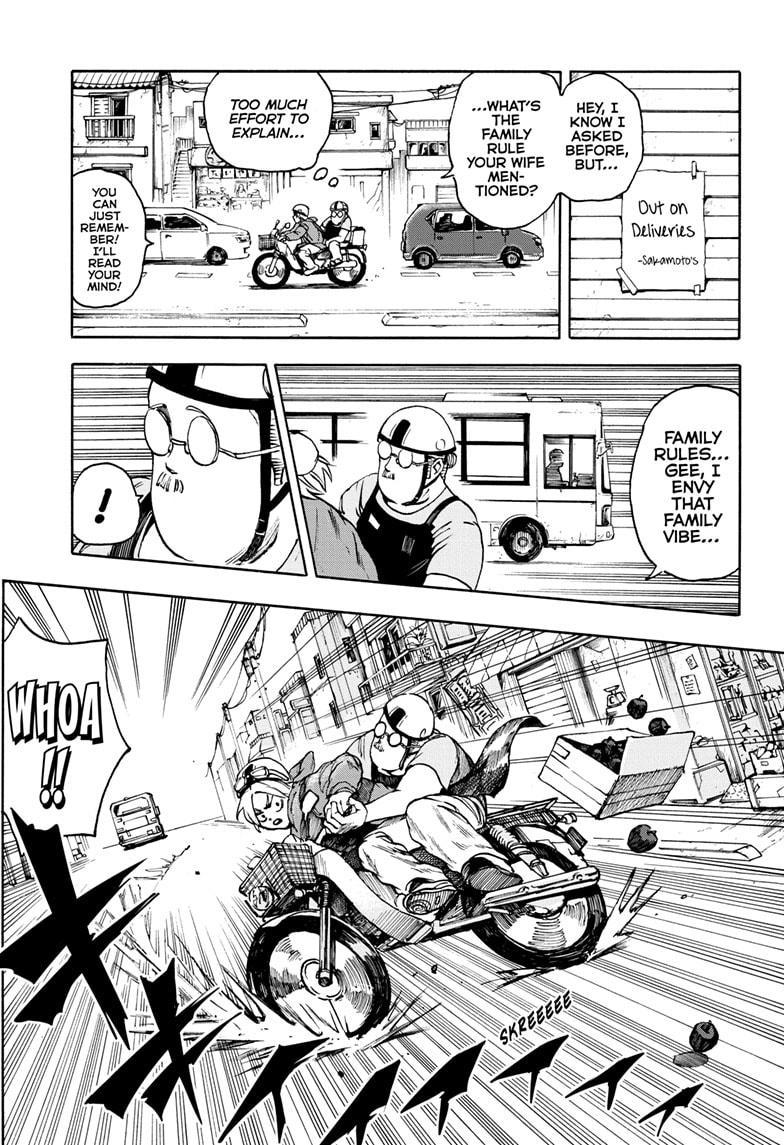 HEY, I
KNOW I
ASKED
BEFORE,
BUT...
Out on
Deliveries
-Sakamoto's
...WHAT'S
THE
FAMILY
RULE
YOUR WIFE
MEN-
TIONED?
TOO MUCH
EFFORT TO
EXPLAIN...
YOU
CAN
JUST
REMEM-
BER!
I'LL
READ
YOUR
MIND!
FAMILY
RULES...
GEE, I
ENVY
THAT
FAMILY
VIBE...
!
WHOA
!!
SKREEEEE